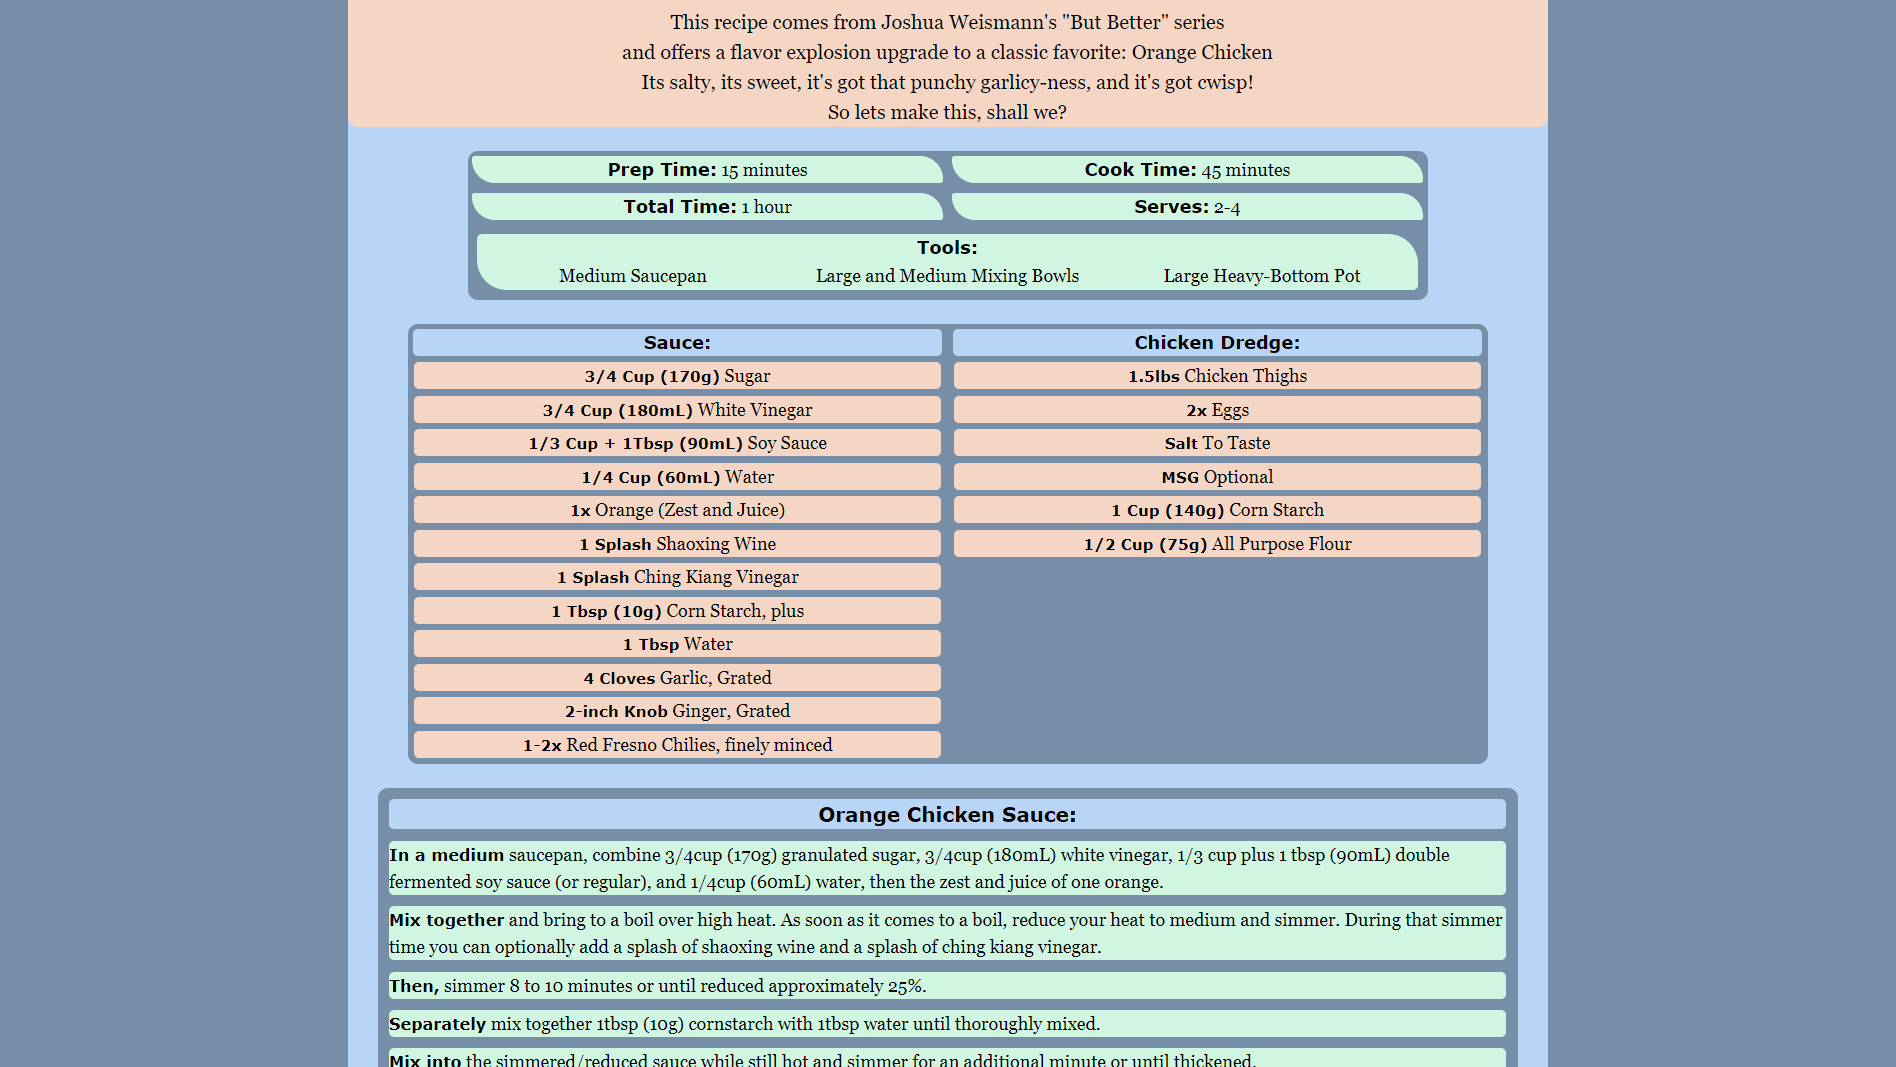 This recipe comes from Joshua Weismann's "But Better" series
and offers a flavor explosion upgrade to a classic favorite: Orange Chicken
Its salty, its sweet, it's got that punchy garlicy-ness, and it's got cwisp!
So lets make this, shall we?
Prep Time: 15 minutes
Cook Time: 45 minutes
Total Time: 1 hour
Serves: 2-4
Tools:
Medium Saucepan
Large and Medium Mixing Bowls
Large Heavy-Bottom Pot
Sauce:
3/4 Cup (170g) Sugar
3/4 Cup (180mL) White Vinegar
1/3 Cup + 1Tbsp (90mL) Soy Sauce
1/4 Cup (60mL) Water
1x Orange (Zest and Juice)
1 Splash Shaoxing Wine
1 Splash Ching Kiang Vinegar
1 Tbsp (10g) Corn Starch, plus
1 Tbsp Water
4 Cloves Garlic, Grated
2-inch Knob Ginger, Grated
1-2x Red Fresno Chilies, finely minced
Chicken Dredge:
1.5lbs Chicken Thighs
2x Eggs
Salt To Taste
MSG Optional
1 Cup (140g) Corn Starch
1/2 Cup (75g) All Purpose Flour
Orange Chicken Sauce:
In a medium saucepan, combine 3/4cup (170g) granulated sugar, 3/4cup (180mL) white vinegar, 1/3 cup plus 1 tbsp (90mL) double
fermented soy sauce (or regular), and 1/4cup (60mL) water, then the zest and juice of one orange.
Mix together and bring to a boil over high heat. As soon as it comes to a boil, reduce your heat to medium and simmer. During that simmer
time you can optionally add a splash of shaoxing wine and a splash of ching kiang vinegar.
Then, simmer 8 to 10 minutes or until reduced approximately 25%.
Separately mix together 1tbsp (10g) cornstarch with 1tbsp water until thoroughly mixed.
Mix into the simmered/reduced sauce while still hot and simmer for an additional minute or until thickened.